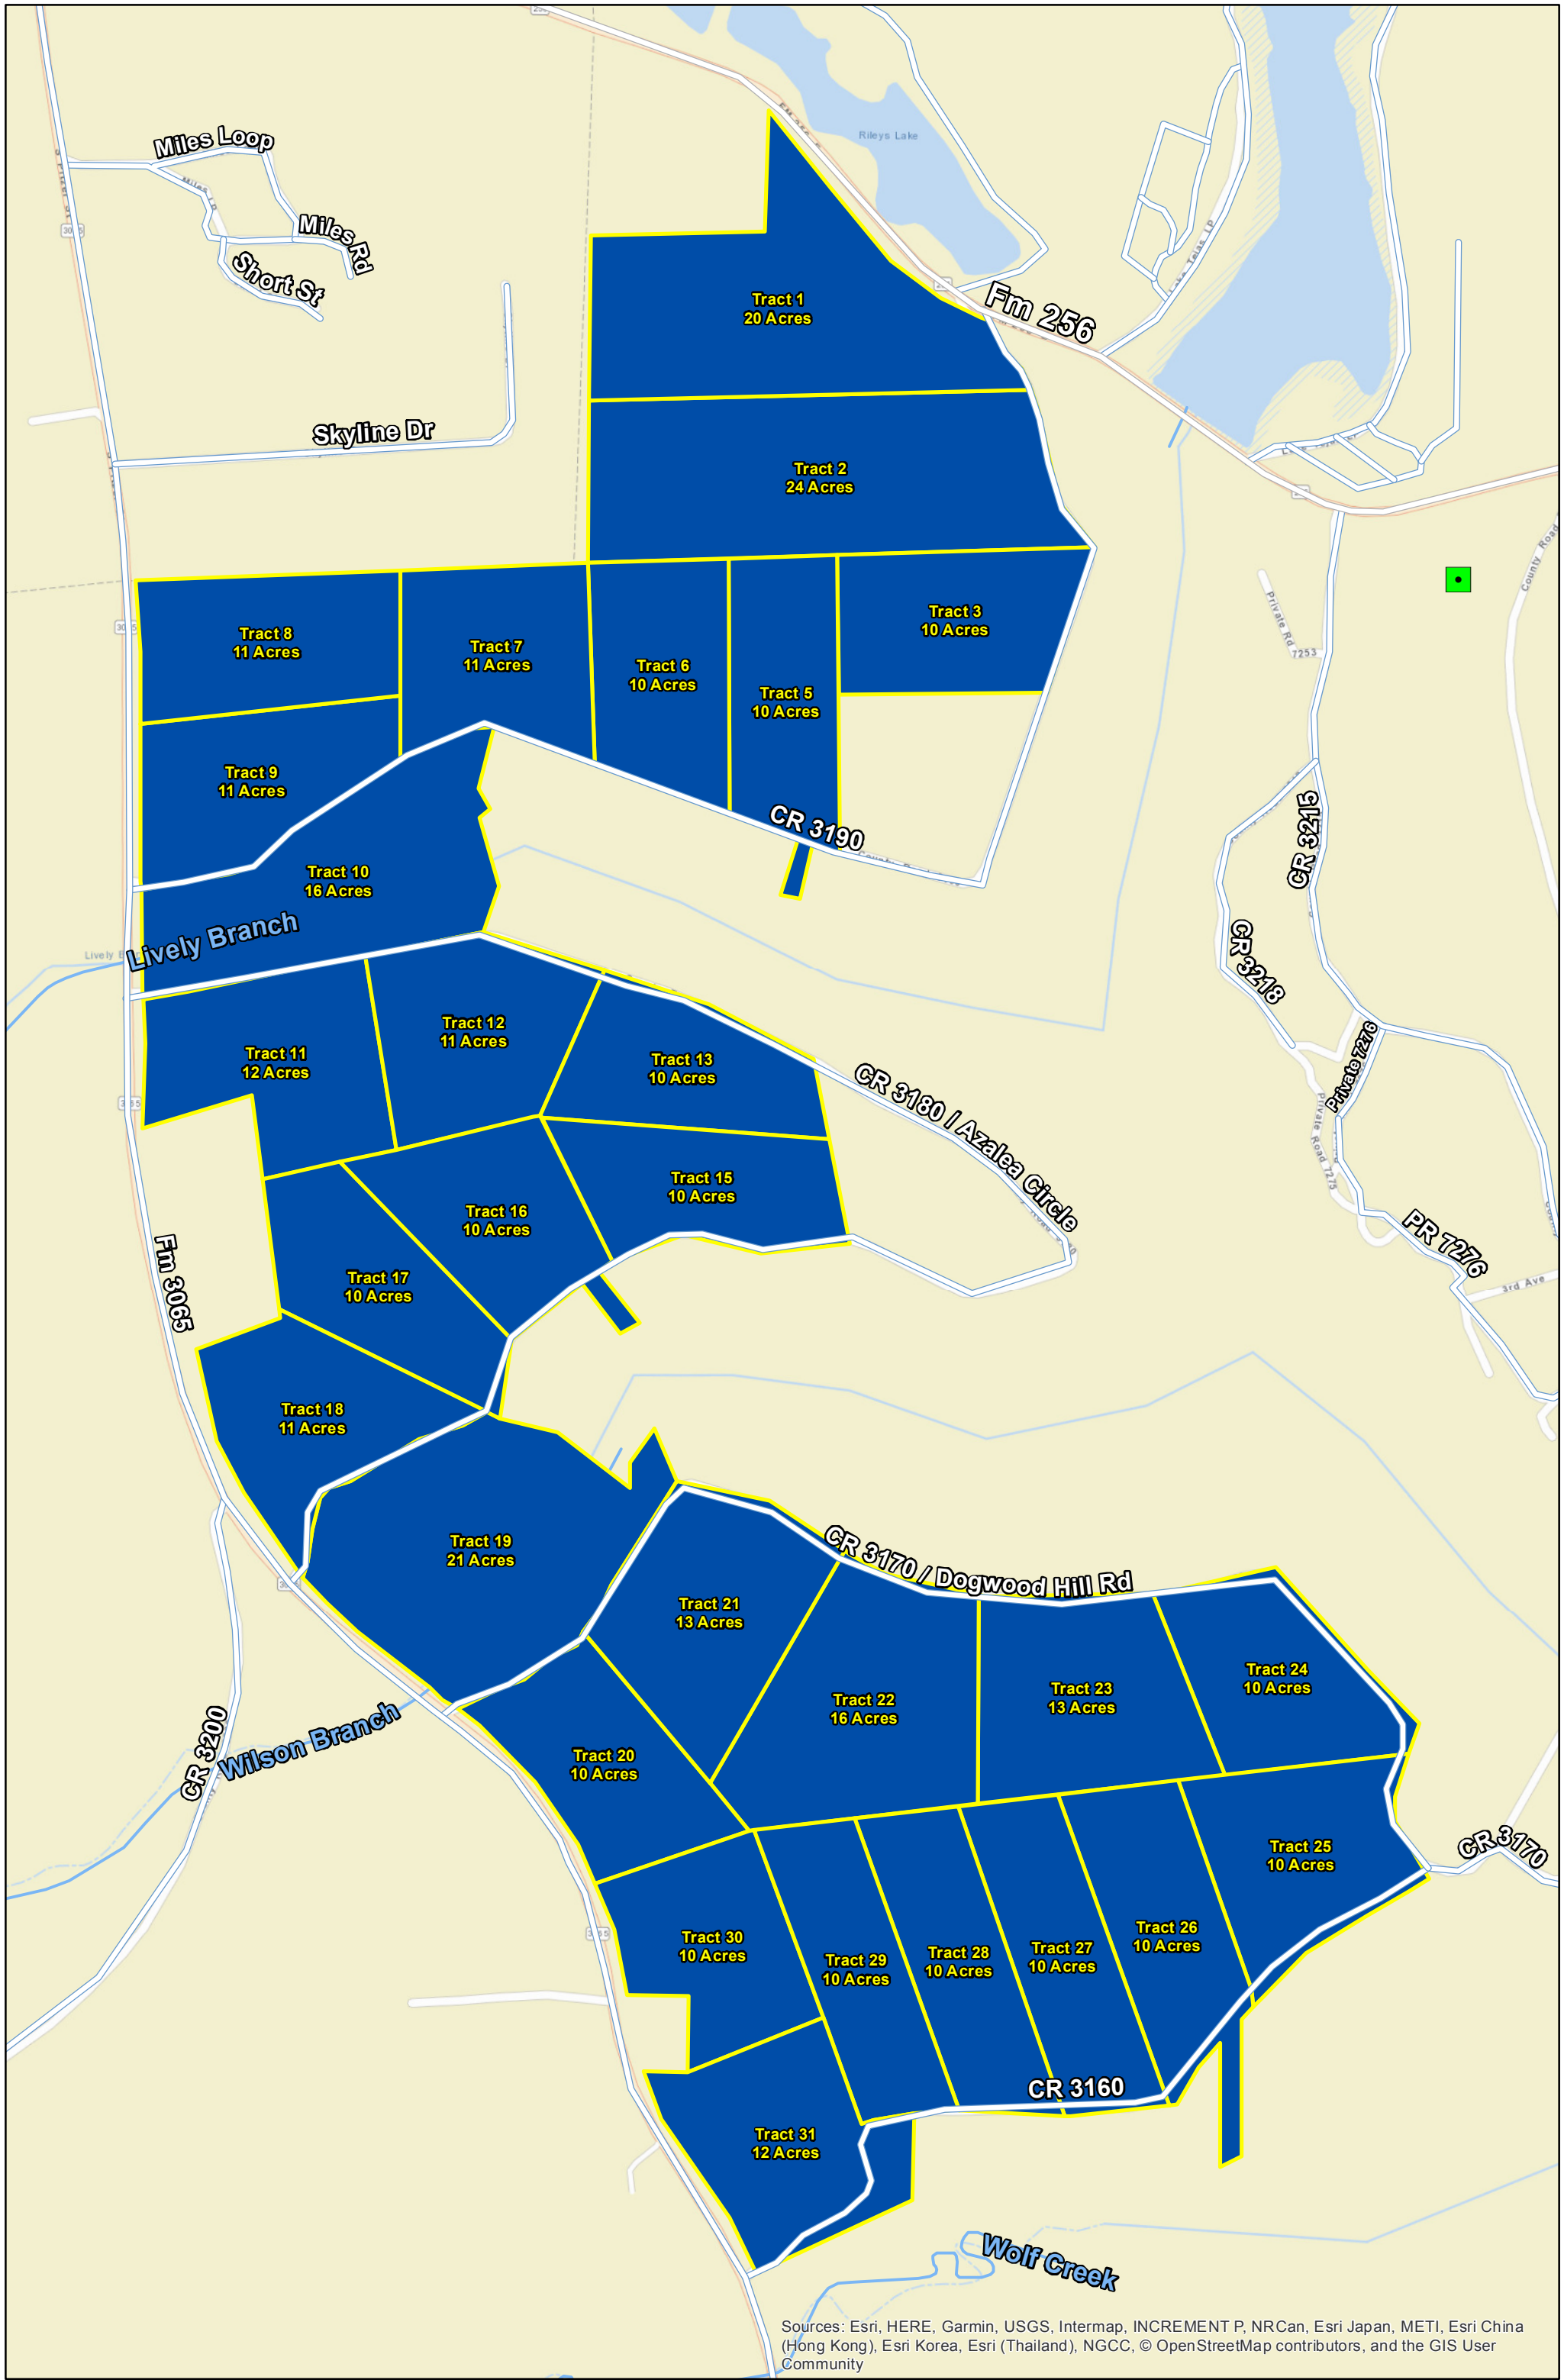 Miles Loop
Miles LP
Miles Rd
Short St
Rileys Lake
Fm 256
Lake Tejas LP
Skyline Dr
Tract 1
20 Acres
Tract 2
24 Acres
Tract 3
10 Acres
Tract 8
11 Acres
Tract 7
11 Acres
Tract 6
10 Acres
Tract 5
10 Acres
Private Rd
7253
County Road
Tract 9
11 Acres
CR 3190
CR 3215
Tract 10
16 Acres
Lively Branch
CR 3218
Tract 11
12 Acres
Tract 12
11 Acres
Tract 13
10 Acres
CR 3180 / Azalea Circle
Private 7276
Private Road 7275
Tract 15
10 Acres
Tract 16
10 Acres
PR 7276
3rd Ave
Fm 3065
Tract 17
10 Acres
Tract 18
11 Acres
Tract 19
21 Acres
CR 3170 / Dogwood Hill Rd
Tract 21
13 Acres
Tract 22
16 Acres
Tract 23
13 Acres
Tract 24
10 Acres
CR 3200
Wilson Branch
Tract 20
10 Acres
Tract 25
10 Acres
CR 3170
Tract 30
10 Acres
Tract 29
10 Acres
Tract 28
10 Acres
Tract 27
10 Acres
Tract 26
10 Acres
CR 3160
Tract 31
12 Acres
Wolf Creek
Sources: Esri, HERE, Garmin, USGS, Intermap, INCREMENT P, NRCan, Esri Japan, METI, Esri China
(Hong Kong), Esri Korea, Esri (Thailand), NGCC, © OpenStreetMap contributors, and the GIS User
Community